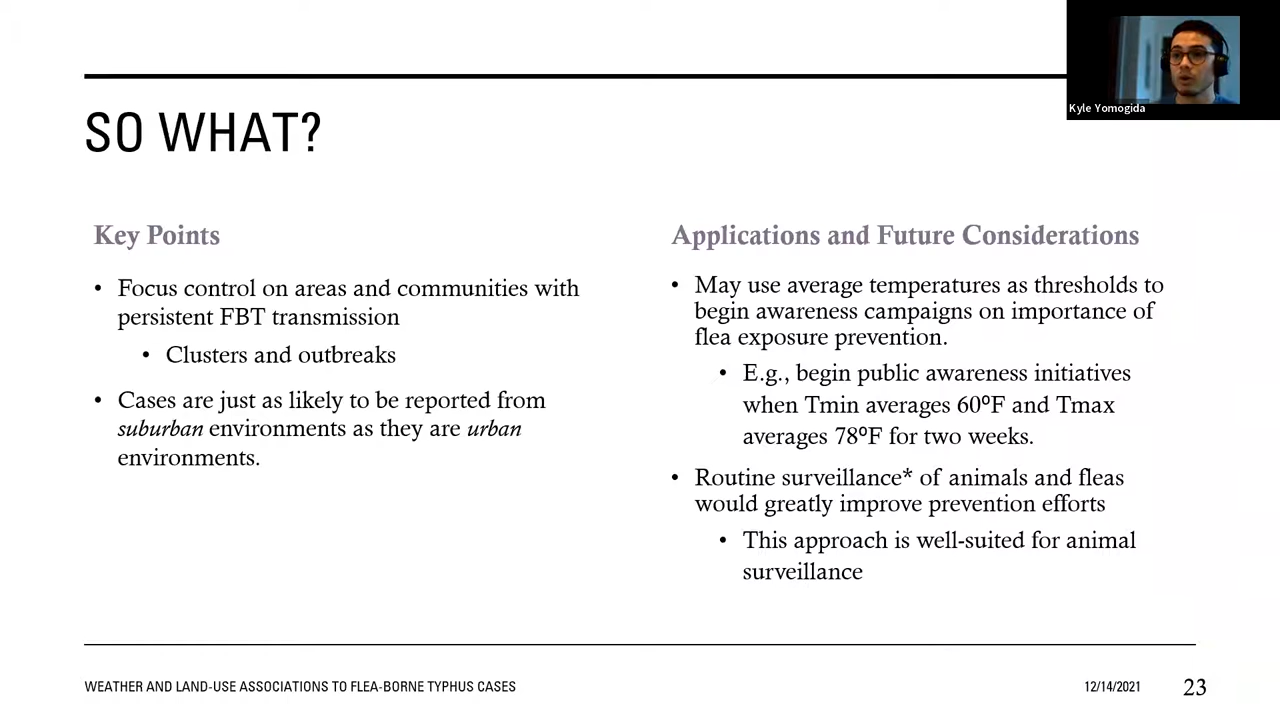 Kyle Yomogida
SO WHAT?
Key Points
• Focus control on areas and communities with
persistent FBT transmission
• Clusters and outbreaks
• Cases are just as likely to be reported from
suburban environments as they are urban
environments.
Applications and Future Considerations
• May use average temperatures as thresholds to
begin awareness campaigns on importance of
flea exposure prevention.
• E.g., begin public awareness initiatives
when Tmin averages 60ºF and Tmax
averages 78ºF for two weeks.
• Routine surveillance* of animals and fleas
would greatly improve prevention efforts
• This approach is well-suited for animal
surveillance
WEATHER AND LAND-USE ASSOCIATIONS TO FLEA-BORNE TYPHUS CASES
12/14/2021
23